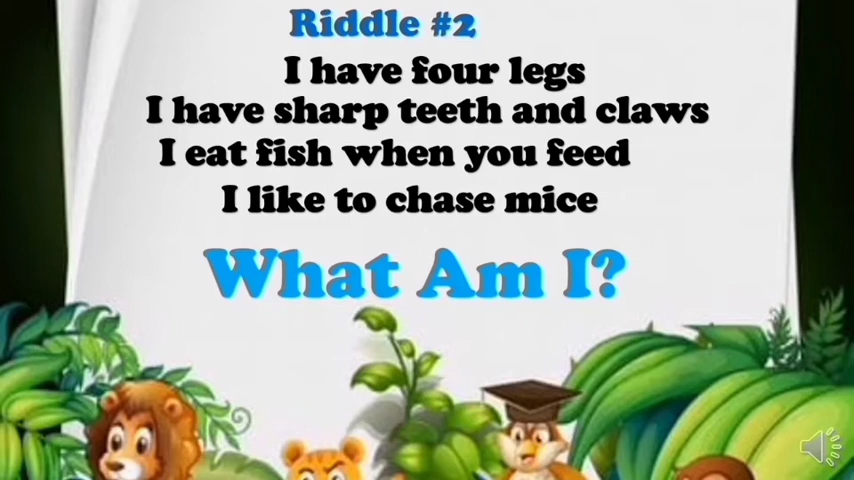 Riddle #2
I have four legs
I have sharp teeth and claws
I eat fish when you feed
I like to chase mice
What Am I?